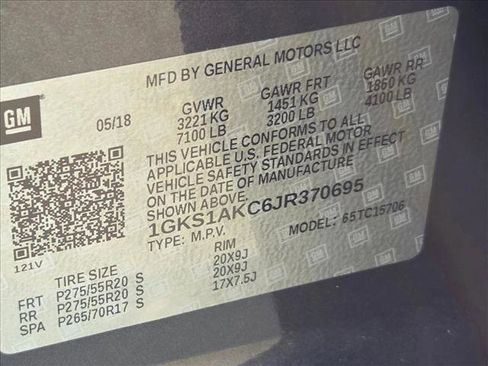 MFD BY GENERAL MOTORS LLC
GM
05/18 GVWR GAWR FRT GAWR RR
3221 KG 1451 KG 1860 KG
7100 LB 3200 LB 4100 LB
THIS VEHICLE CONFORMS TO ALL
APPLICABLE U.S. FEDERAL MOTOR
VEHICLE SAFETY STANDARDS IN EFFECT
ON THE DATE OF MANUFACTURE
SHOWN ABOVE.
1GKS1AKC6JR370695
TYPE: M.P.V. MODEL: 65TC15706
121V
TIRE SIZE RIM
FRT P275/55R20 S 20X9J
RR P275/55R20 S 20X9J
SPA P265/70R17 S 17X7.5J